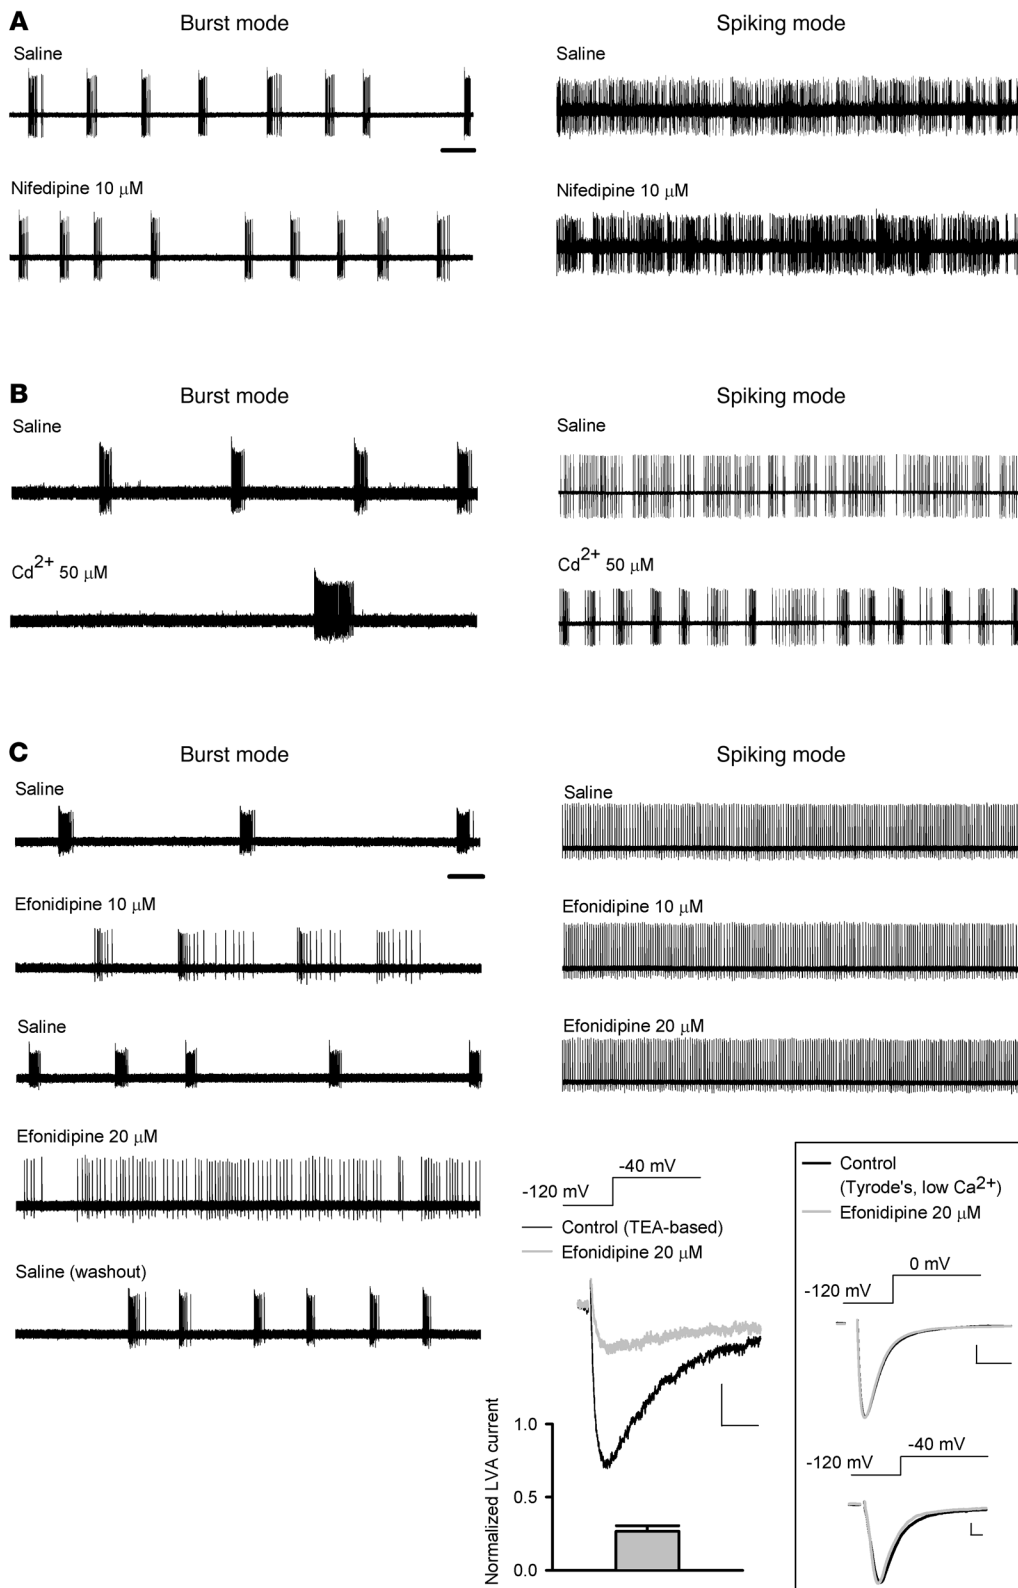 A
Burst mode
Spiking mode
Saline
Saline
Nifedipine 10 μM
Nifedipine 10 μM
B
Burst mode
Spiking mode
Saline
Saline
Cd2+ 50 μM
Cd2+ 50 μM
C
Burst mode
Spiking mode
Saline
Saline
Efonidipine 10 μM
Efonidipine 10 μM
Saline
Efonidipine 20 μM
Efonidipine 20 μM
Saline (washout)
-40 mV
-120 mV
Control (TEA-based)
Efonidipine 20 μM
Normalized LVA current
1.0
0.5
0.0
Control
(Tyrode's, low Ca2+)
Efonidipine 20 μM
0 mV
-120 mV
-40 mV
-120 mV